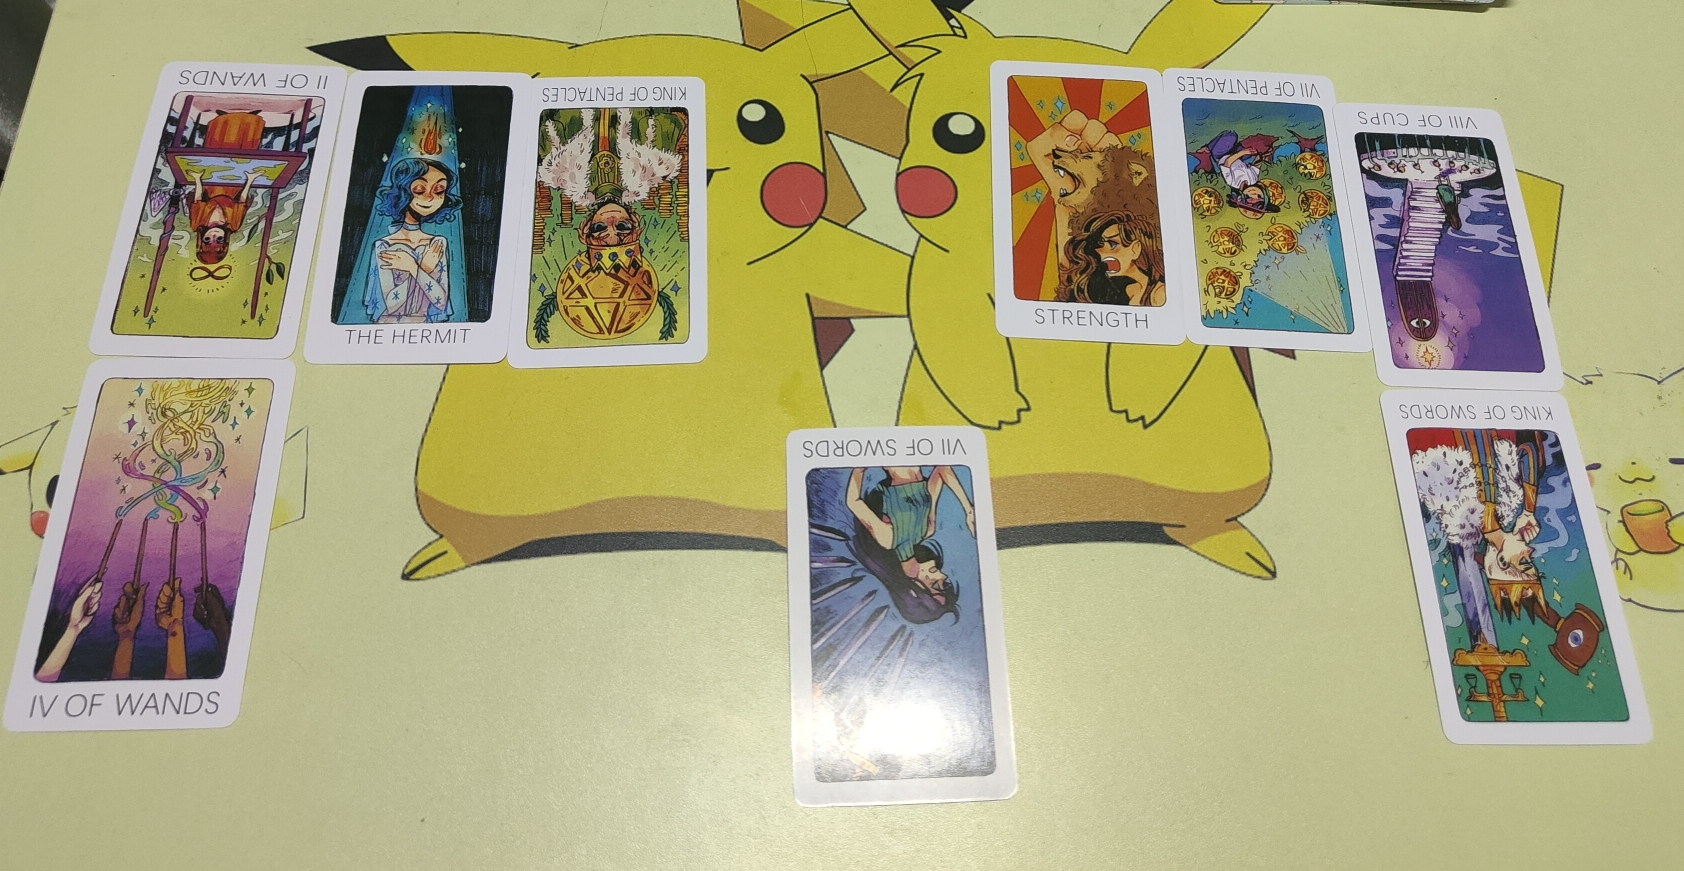 II OF WANDS
THE HERMIT
KING OF PENTACLES
STRENGTH
VII OF PENTACLES
VIII OF CUPS
IV OF WANDS
VII OF SWORDS
KING OF SWORDS